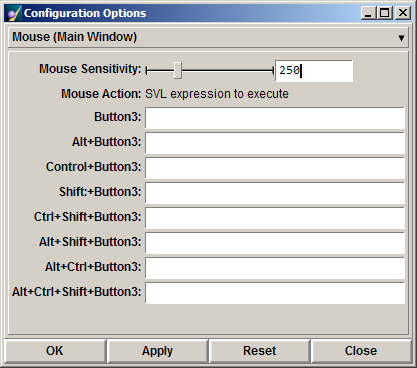 Configuration Options
Mouse (Main Window)
Mouse Sensitivity: 250
Mouse Action: SVL expression to execute
Button3:
Alt+Button3:
Control+Button3:
Shift:+Button3:
Ctrl+Shift+Button3:
Alt+Shift+Button3:
Alt+Ctrl+Button3:
Alt+Ctrl+Shift+Button3:
OK Apply Reset Close